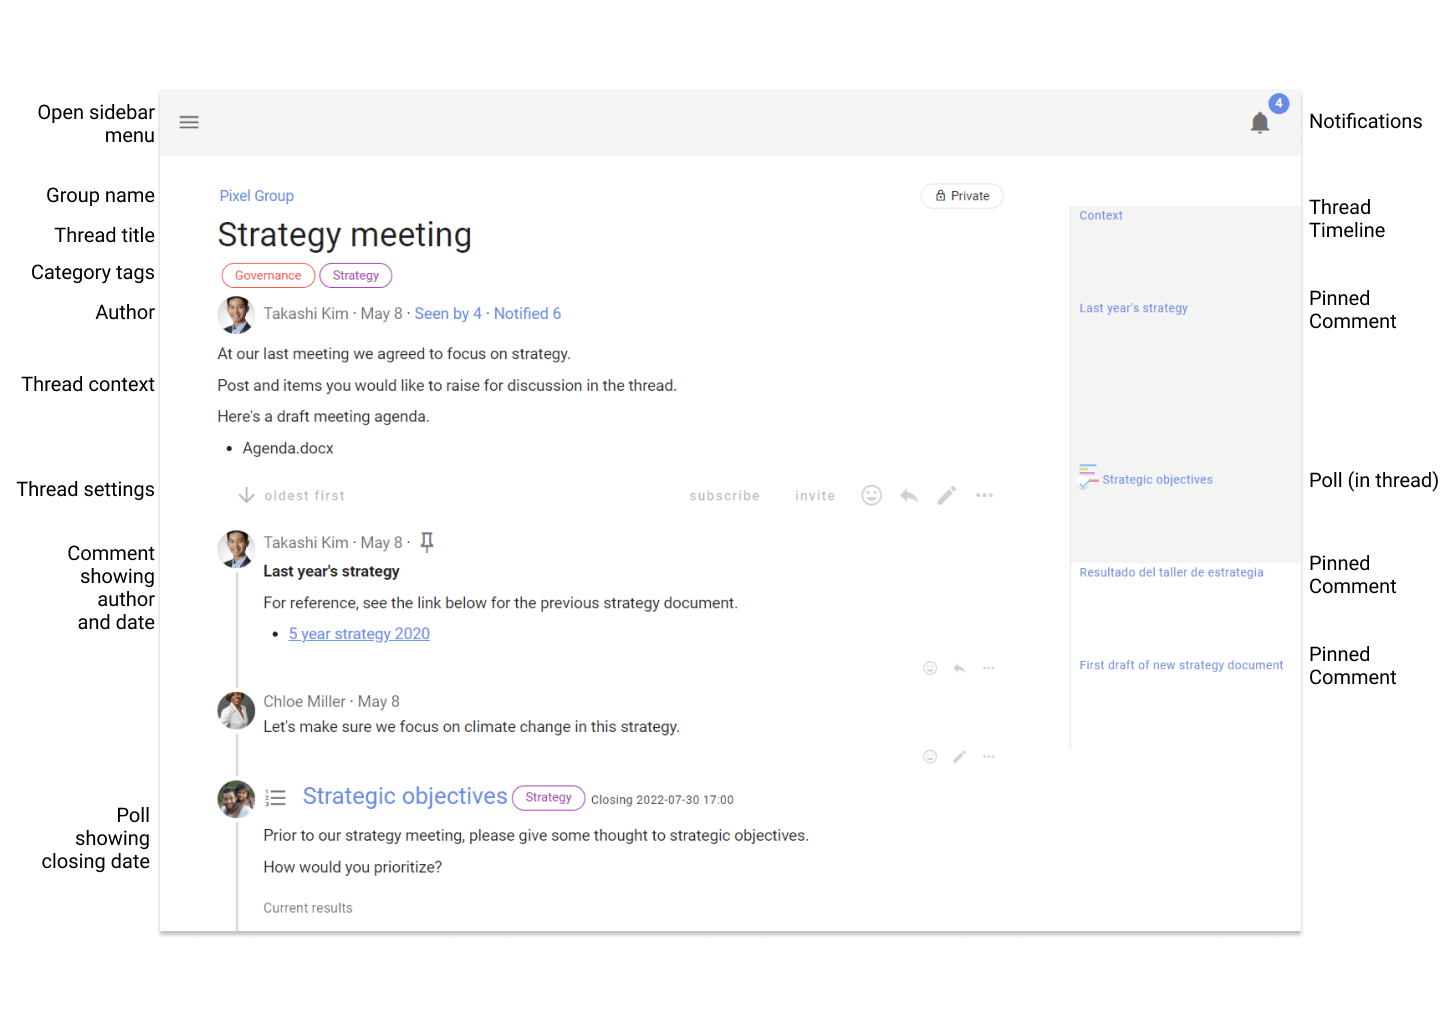 Open sidebar
menu
4
Notifications
Group name
Pixel Group
Private
Thread
Timeline
Context
Thread title
Strategy meeting
Category tags
Governance
Strategy
Author
Takashi Kim · May 8 · Seen by 4 · Notified 6
Last year's strategy
Pinned
Comment
At our last meeting we agreed to focus on strategy.
Thread context
Post and items you would like to raise for discussion in the thread.
Here's a draft meeting agenda.
• Agenda.docx
Strategic objectives
Poll (in thread)
Thread settings
oldest first
subscribe
invite
Comment
showing
author
and date
Takashi Kim · May 8 ·
Last year's strategy
For reference, see the link below for the previous strategy document.
• 5 year strategy 2020
Resultado del taller de estrategia
Pinned
Comment
First draft of new strategy document
Pinned
Comment
Chloe Miller · May 8
Let's make sure we focus on climate change in this strategy.
Poll
showing
closing date
1
2
3
Strategic objectives
Strategy
Closing 2022-07-30 17:00
Prior to our strategy meeting, please give some thought to strategic objectives.
How would you prioritize?
Current results